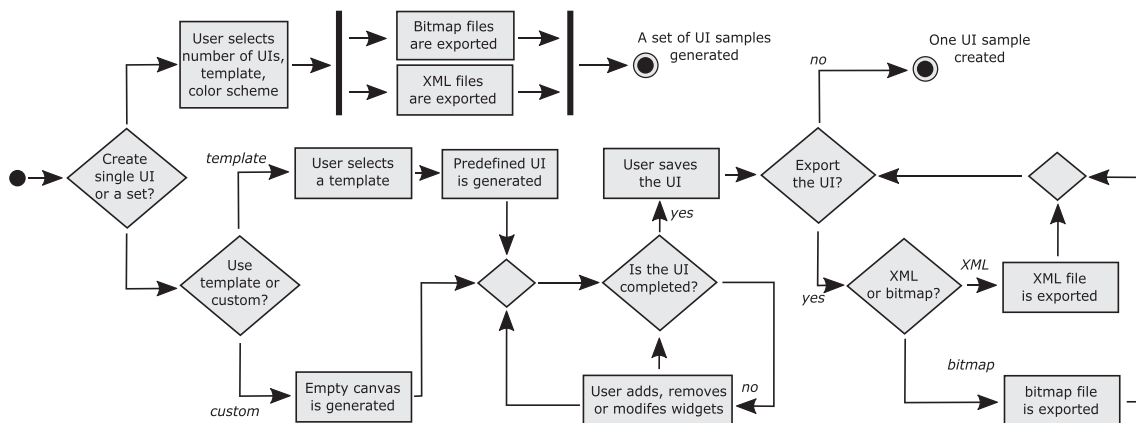 User selects
number of UIs,
template,
color scheme
Bitmap files
are exported
XML files
are exported
A set of UI samples
generated
One UI sample
created
no
Create
single UI
or a set?
template
User selects
a template
Predefined UI
is generated
User saves
the UI
Export
the UI?
yes
Use
template or
custom?
Is the UI
completed?
yes
XML
or bitmap?
XML
XML file
is exported
custom
Empty canvas
is generated
User adds, removes
or modifes widgets
no
bitmap
bitmap file
is exported